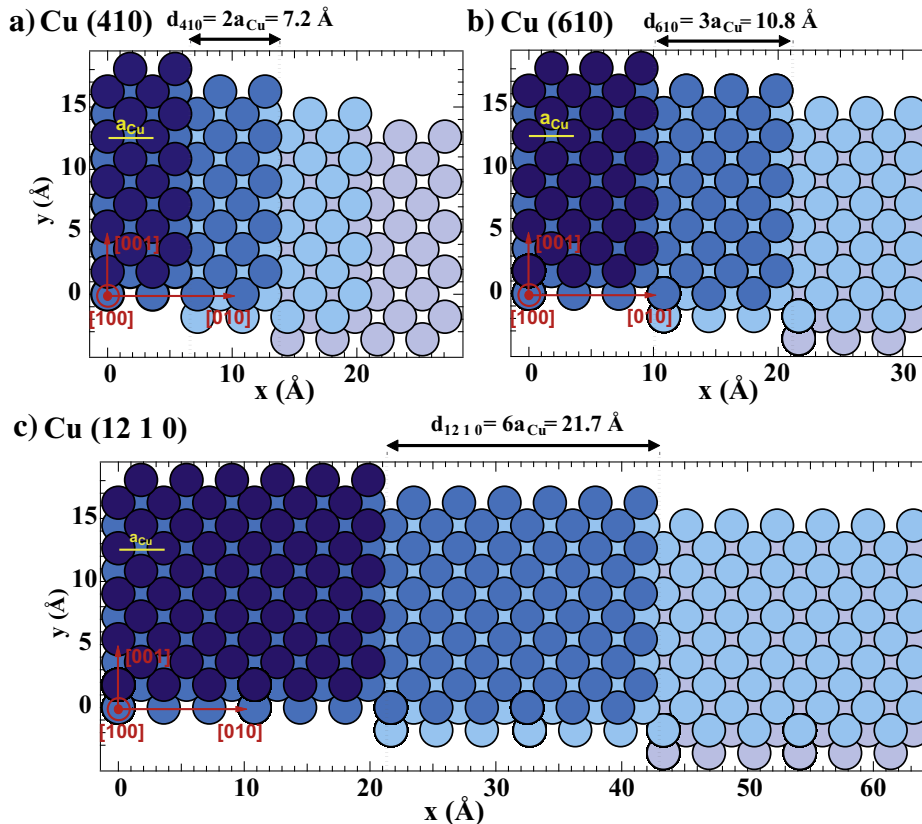 a) Cu (410)
d410 = 2aCu = 7.2 Å
aCu
[001]
[100]
[010]
15
10
5
0
y (Å)
0
10
20
x (Å)
b) Cu (610)
d610 = 3aCu = 10.8 Å
aCu
[001]
[100]
[010]
15
10
5
0
y (Å)
0
10
20
30
x (Å)
c) Cu (12 1 0)
d12 1 0 = 6aCu = 21.7 Å
aCu
[001]
[100]
[010]
15
10
5
0
y (Å)
0
10
20
30
40
50
60
x (Å)